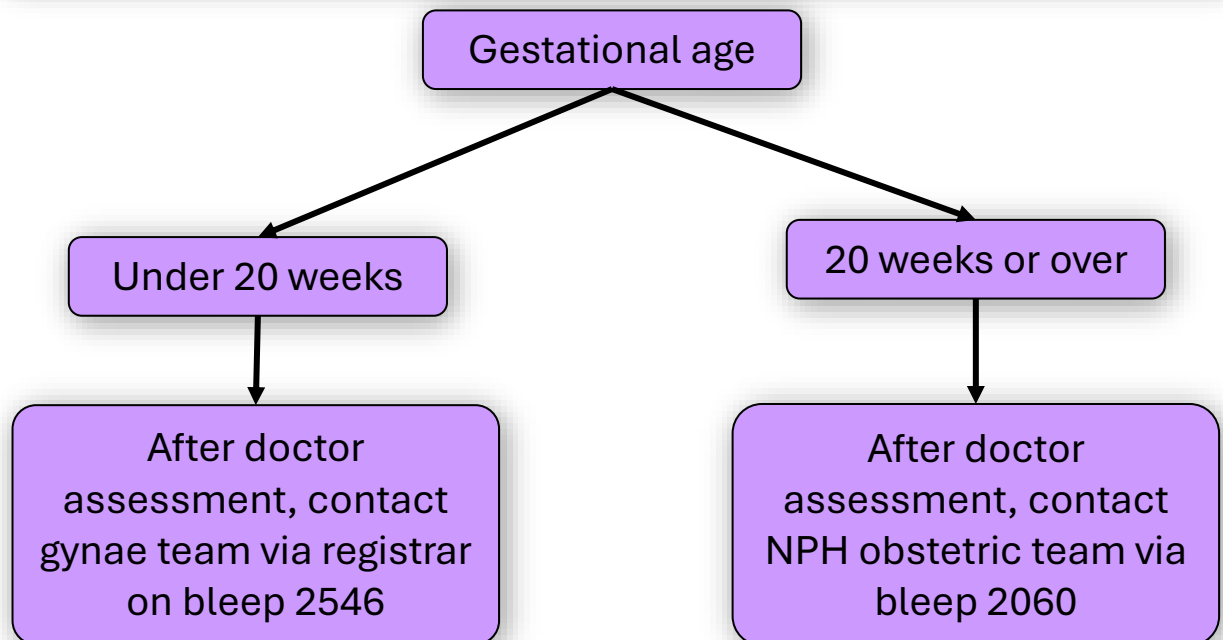 Gestational age
Under 20 weeks
20 weeks or over
After doctor
assessment, contact
gynae team via registrar
on bleep 2546
After doctor
assessment, contact
NPH obstetric team via
bleep 2060